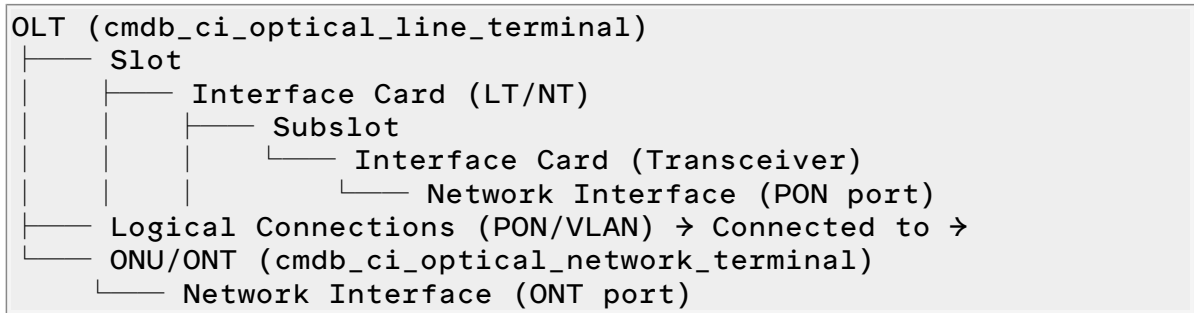 OLT (cmdb_ci_optical_line_terminal)
├── Slot
│   ├── Interface Card (LT/NT)
│   │   ├── Subslot
│   │   │   └── Interface Card (Transceiver)
│   │   │       └── Network Interface (PON port)
├── Logical Connections (PON/VLAN) → Connected to →
└── ONU/ONT (cmdb_ci_optical_network_terminal)
    └── Network Interface (ONT port)